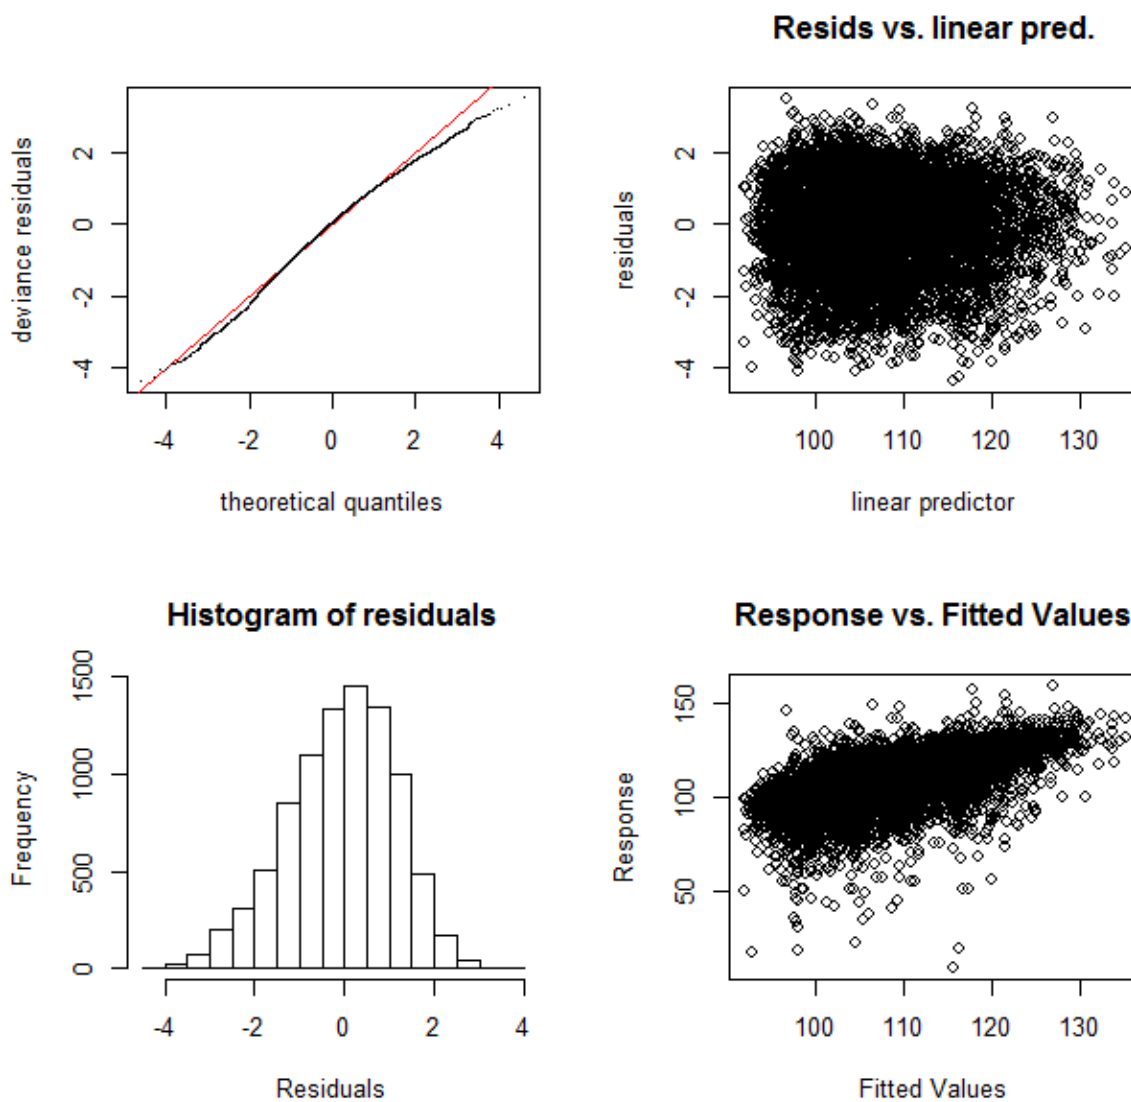 deviance residuals
2
0
-2
-4
-4 -2 0 2 4
theoretical quantiles
Resids vs. linear pred.
residuals
2
0
-2
-4
100 110 120 130
linear predictor
Histogram of residuals
Frequency
1500
1000
500
0
-4 -2 0 2 4
Residuals
Response vs. Fitted Values
Response
150
100
50
100 110 120 130
Fitted Values